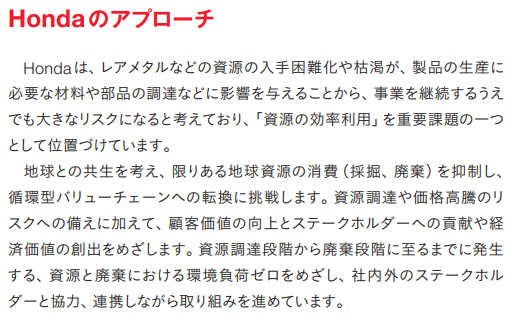 Hondaのアプローチ
Hondaは、レアメタルなどの資源の入手困難化や枯渇が、製品の生産に
必要な材料や部品の調達などに影響を与えることから、事業を継続するうえ
でも大きなリスクになると考えており、「資源の効率利用」を重要課題の一つ
として位置づけています。
地球との共生を考え、限りある地球資源の消費（採掘、廃棄）を抑制し、
循環型バリューチェーンへの転換に挑戦します。資源調達や価格高騰のリ
スクへの備えに加えて、顧客価値の向上とステークホルダーへの貢献や経
済価値の創出をめざします。資源調達段階から廃棄段階に至るまでに発生
する、資源と廃棄における環境負荷ゼロをめざし、社内外のステークホル
ダーと協力、連携しながら取り組みを進めています。